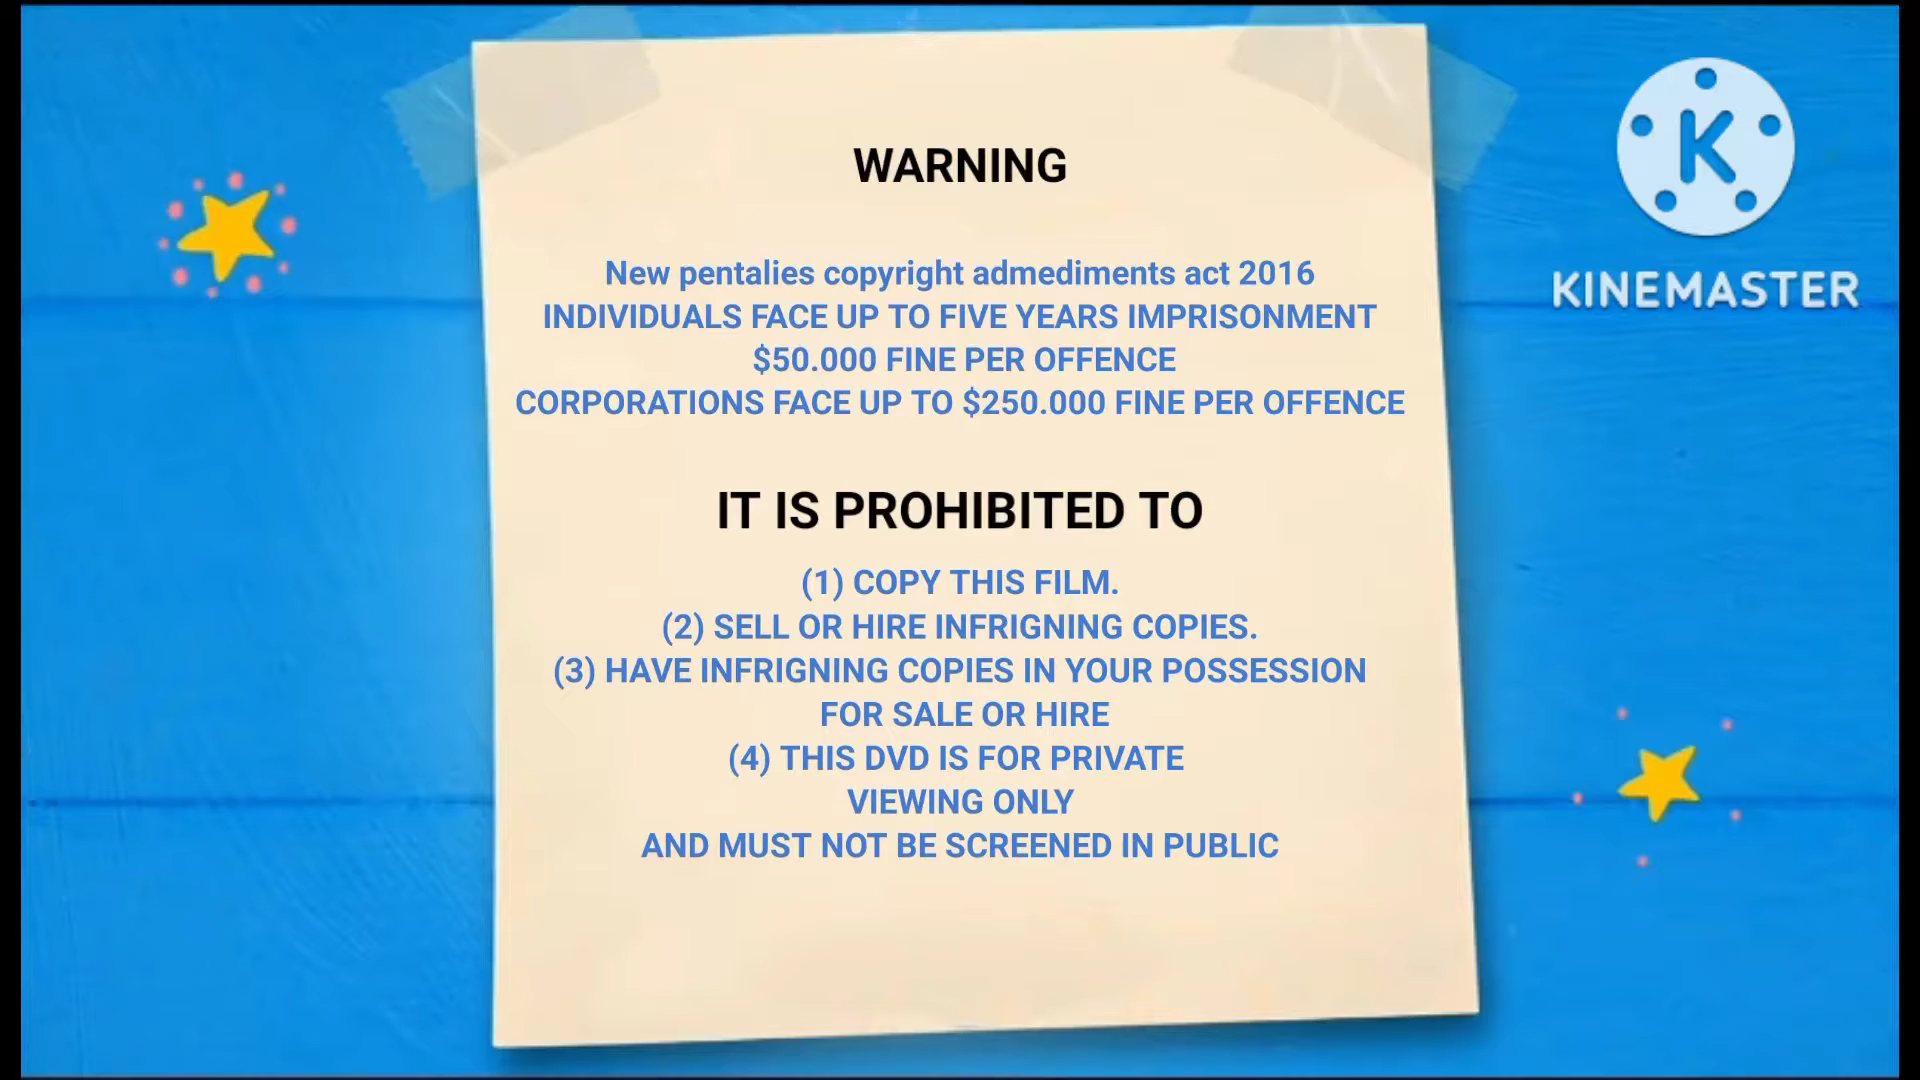 WARNING
K
KINEMASTER
New pentalies copyright admediments act 2016
INDIVIDUALS FACE UP TO FIVE YEARS IMPRISONMENT
$50.000 FINE PER OFFENCE
CORPORATIONS FACE UP TO $250.000 FINE PER OFFENCE
IT IS PROHIBITED TO
(1) COPY THIS FILM.
(2) SELL OR HIRE INFRIGNING COPIES.
(3) HAVE INFRIGNING COPIES IN YOUR POSSESSION
FOR SALE OR HIRE
(4) THIS DVD IS FOR PRIVATE
VIEWING ONLY
AND MUST NOT BE SCREENED IN PUBLIC